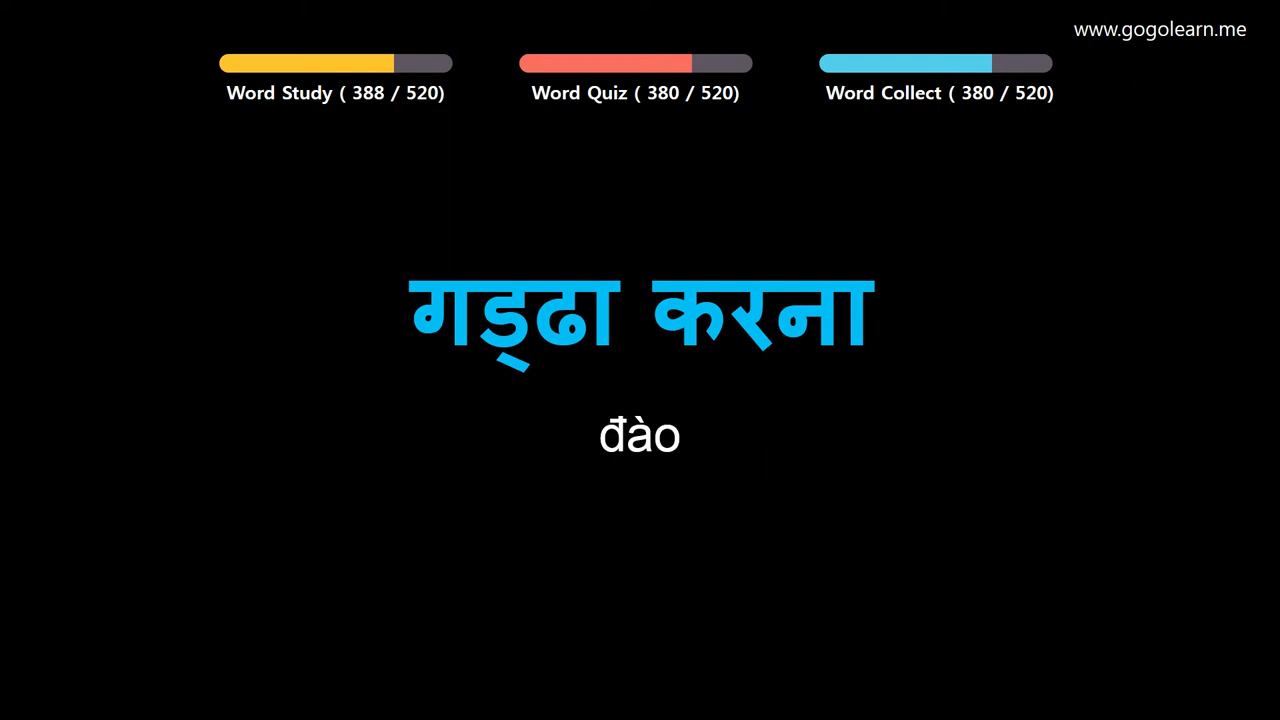 www.gogolearn.me
Word Study ( 388 / 520)
Word Quiz ( 380 / 520)
Word Collect ( 380 / 520)
गड्ढा करना
đào